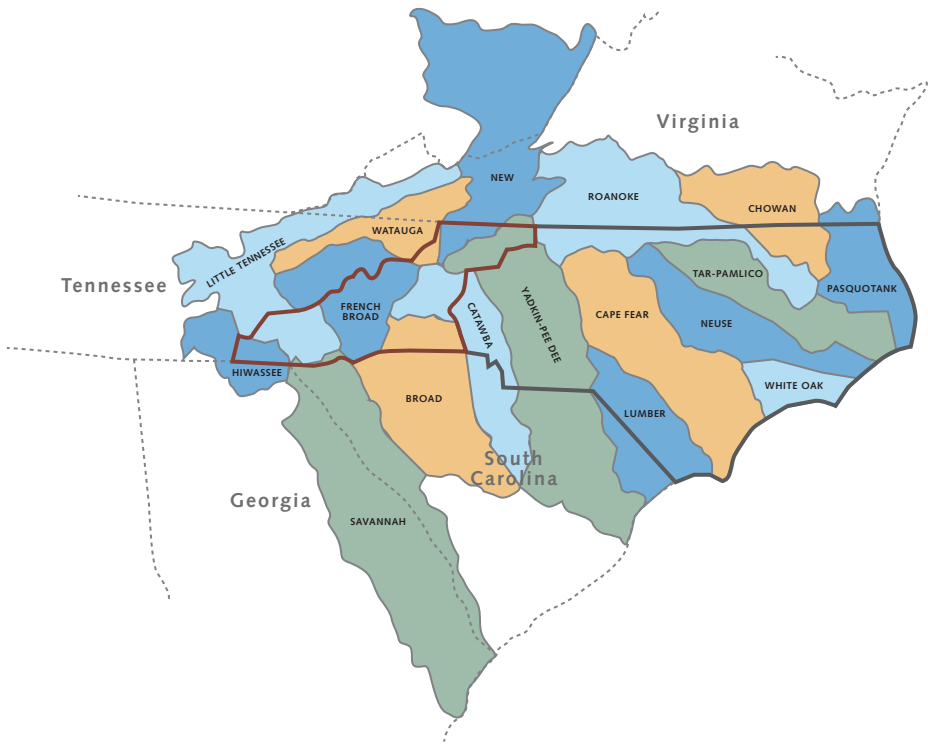 Virginia
NEW
ROANOKE
CHOWAN
WATAUGA
LITTLE TENNESSEE
TAR-PAMLICO
Tennessee
PASQUOTANK
FRENCH
BROAD
CATAWBA
YADKIN-PEE DEE
CAPE FEAR
NEUSE
HIWASSEE
WHITE OAK
BROAD
LUMBER
South
Carolina
Georgia
SAVANNAH